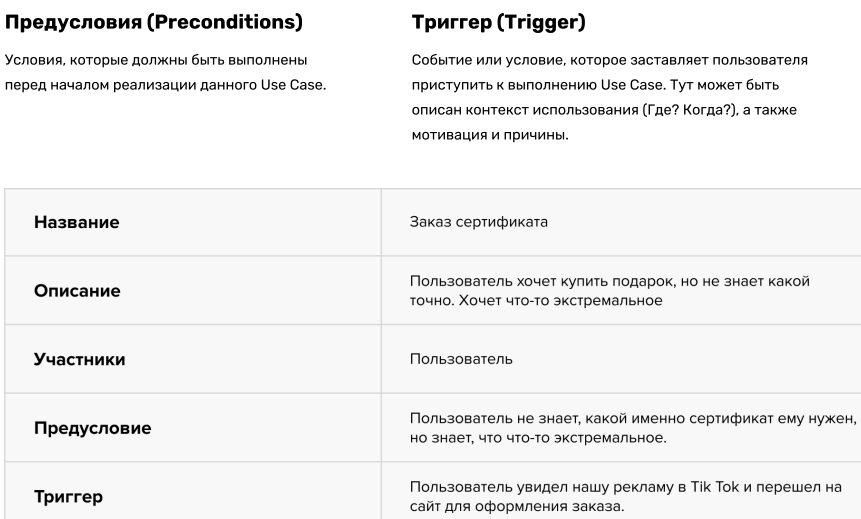 Предусловия (Preconditions)
Условия, которые должны быть выполнены
перед началом реализации данного Use Case.
Триггер (Trigger)
Событие или условие, которое заставляет пользователя
приступить к выполнению Use Case. Тут может быть
описан контекст использования (Где? Когда?), а также
мотивация и причины.
Название
Заказ сертификата
Описание
Пользователь хочет купить подарок, но не знает какой
точно. Хочет что-то экстремальное
Участники
Пользователь
Предусловие
Пользователь не знает, какой именно сертификат ему нужен,
но знает, что что-то экстремальное.
Триггер
Пользователь увидел нашу рекламу в Tik Tok и перешел на
сайт для оформления заказа.